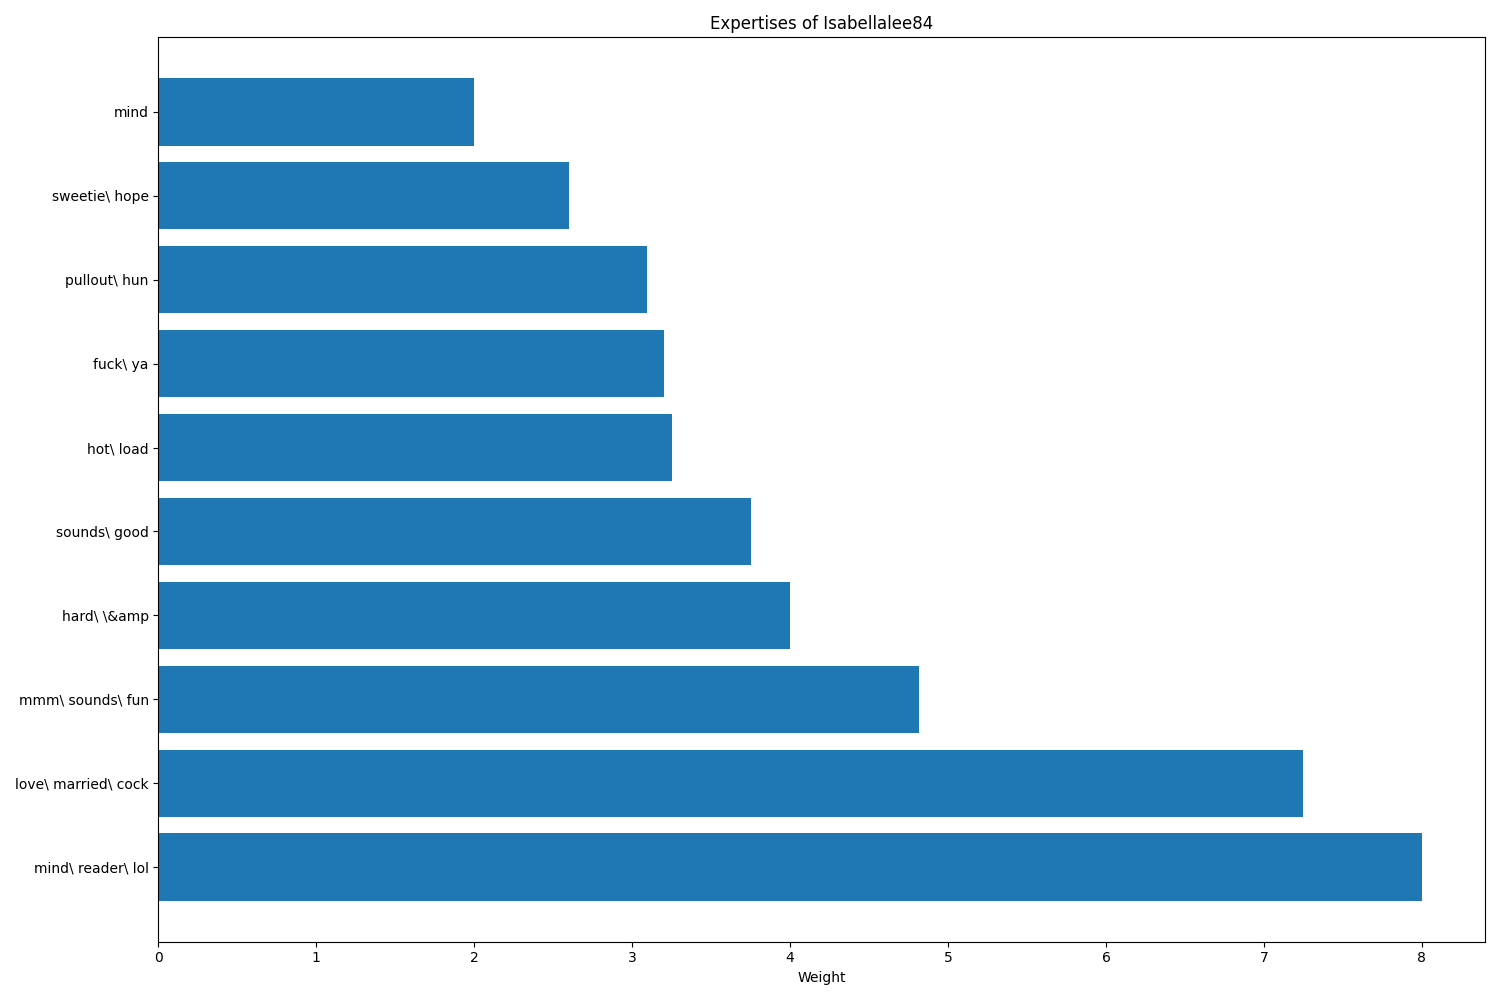 Expertises of Isabellalee84
mind
sweetie\ hope
pullout\ hun
fuck\ ya
hot\ load
sounds\ good
hard\ \&amp
mmm\ sounds\ fun
love\ married\ cock
mind\ reader\ lol
0 1 2 3 4 5 6 7 8
Weight